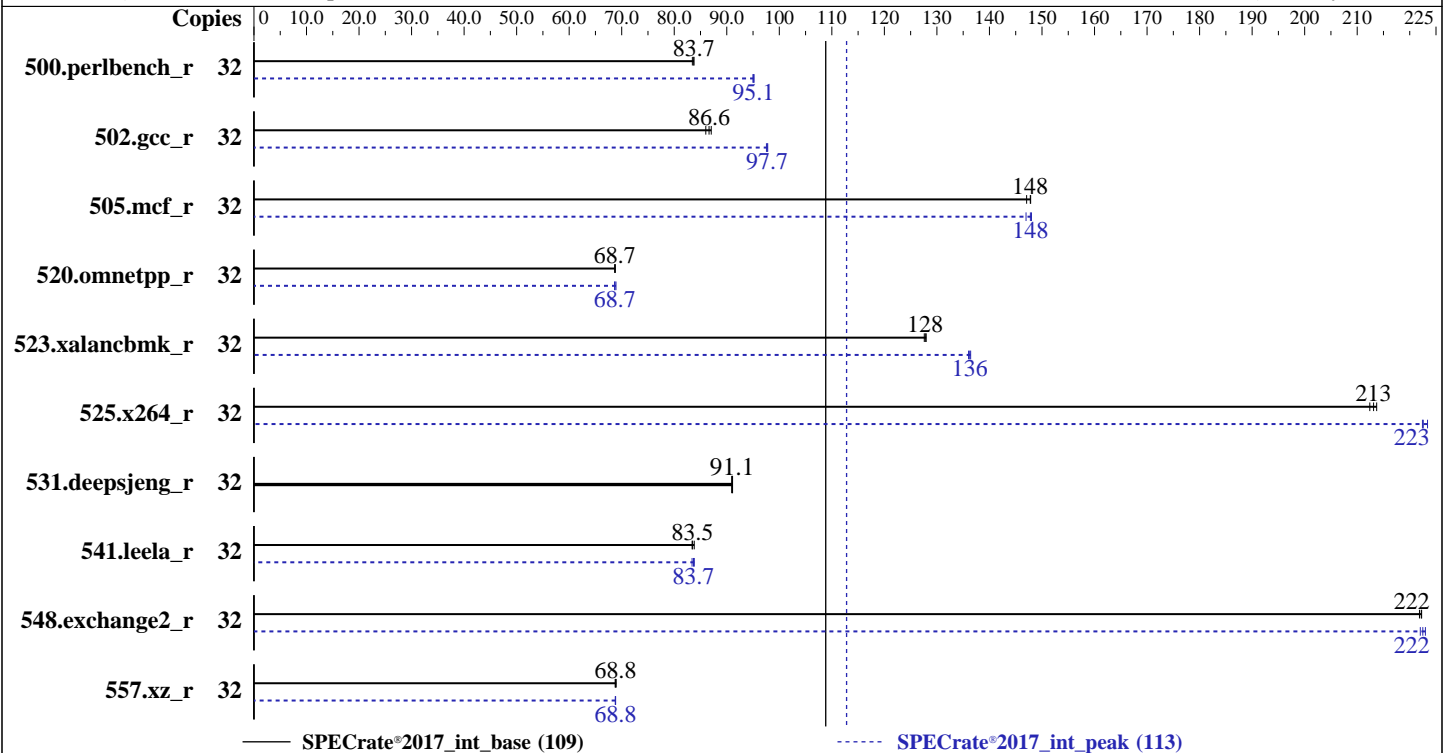 Copies 0 10.0 20.0 30.0 40.0 50.0 60.0 70.0 80.0 90.0 100 110 120 130 140 150 160 170 180 190 200 210 225
83.7
500.perlbench_r 32
95.1
86.6
502.gcc_r 32
97.7
148
505.mcf_r 32
148
68.7
520.omnetpp_r 32
68.7
128
523.xalancbmk_r 32
136
213
525.x264_r 32
223
91.1
531.deepsjeng_r 32
83.5
541.leela_r 32
83.7
222
548.exchange2_r 32
222
68.8
557.xz_r 32
68.8
SPECrate®2017_int_base (109) SPECrate®2017_int_peak (113)